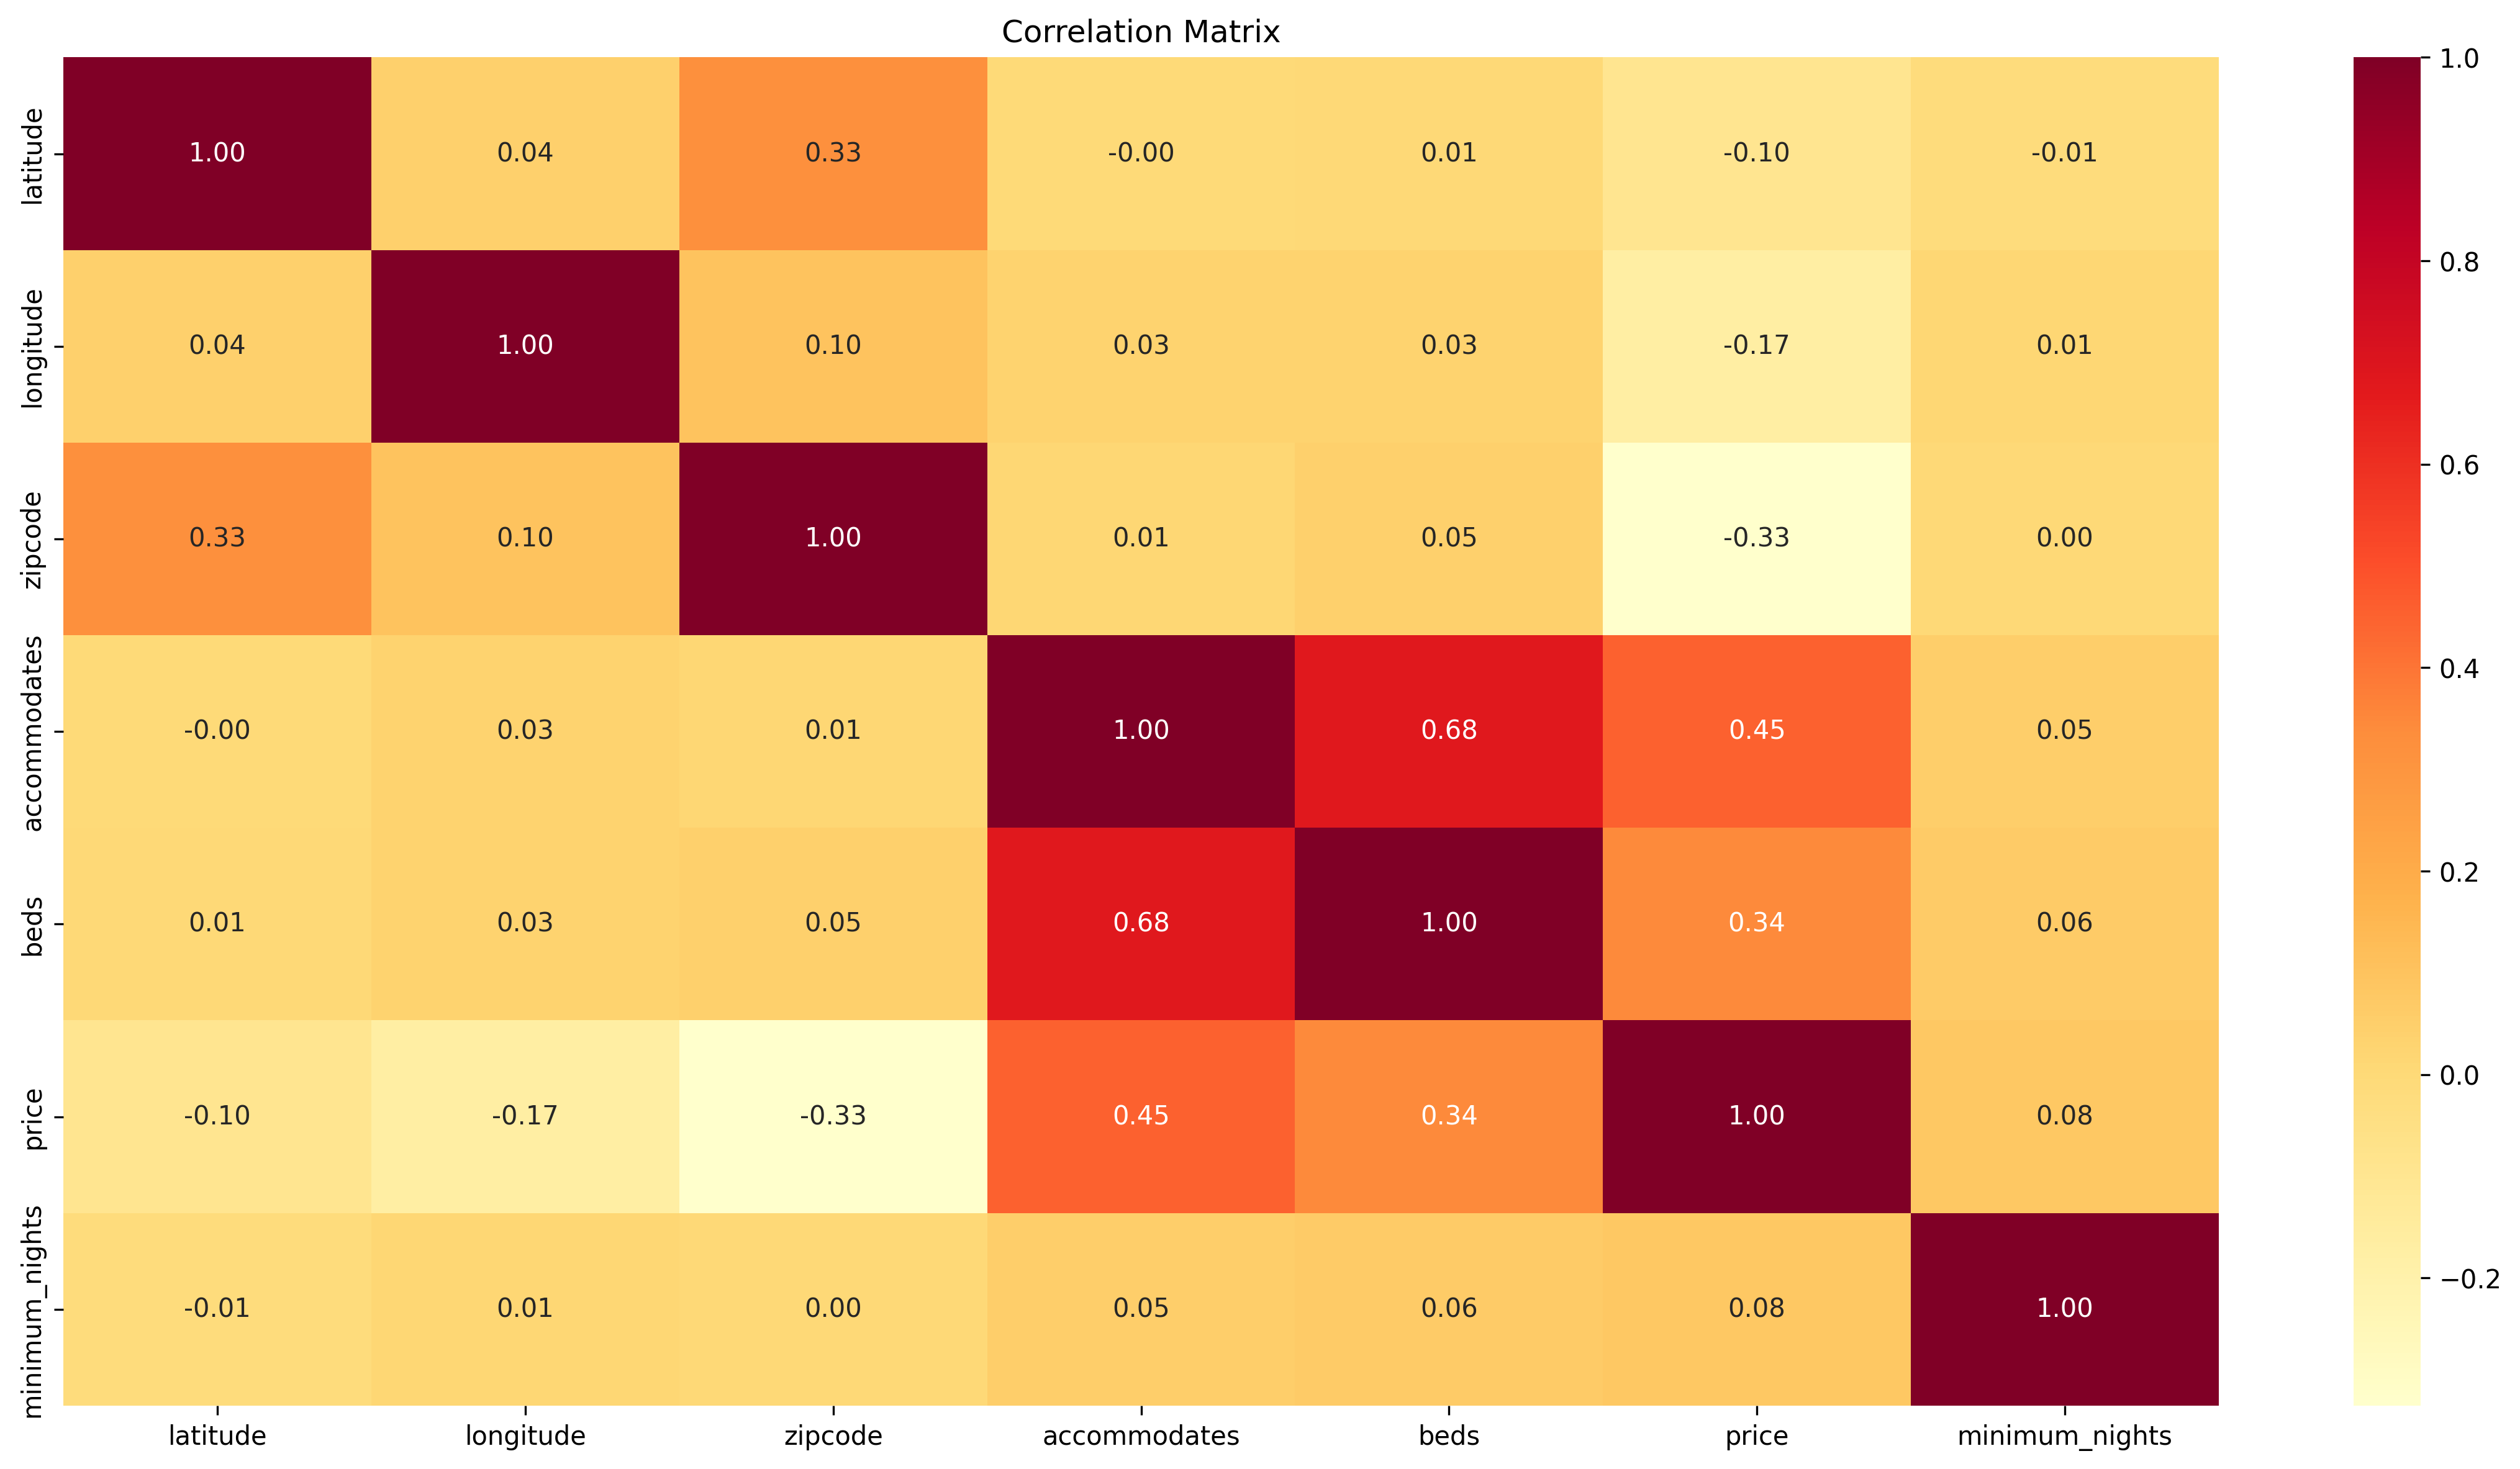 Correlation Matrix
latitude 1.00 0.04 0.33 -0.00 0.01 -0.10 -0.01
longitude 0.04 1.00 0.10 0.03 0.03 -0.17 0.01
zipcode 0.33 0.10 1.00 0.01 0.05 -0.33 0.00
accommodates -0.00 0.03 0.01 1.00 0.68 0.45 0.05
beds 0.01 0.03 0.05 0.68 1.00 0.34 0.06
price -0.10 -0.17 -0.33 0.45 0.34 1.00 0.08
minimum_nights -0.01 0.01 0.00 0.05 0.06 0.08 1.00
latitude longitude zipcode accommodates beds price minimum_nights
1.0
0.8
0.6
0.4
0.2
0.0
−0.2